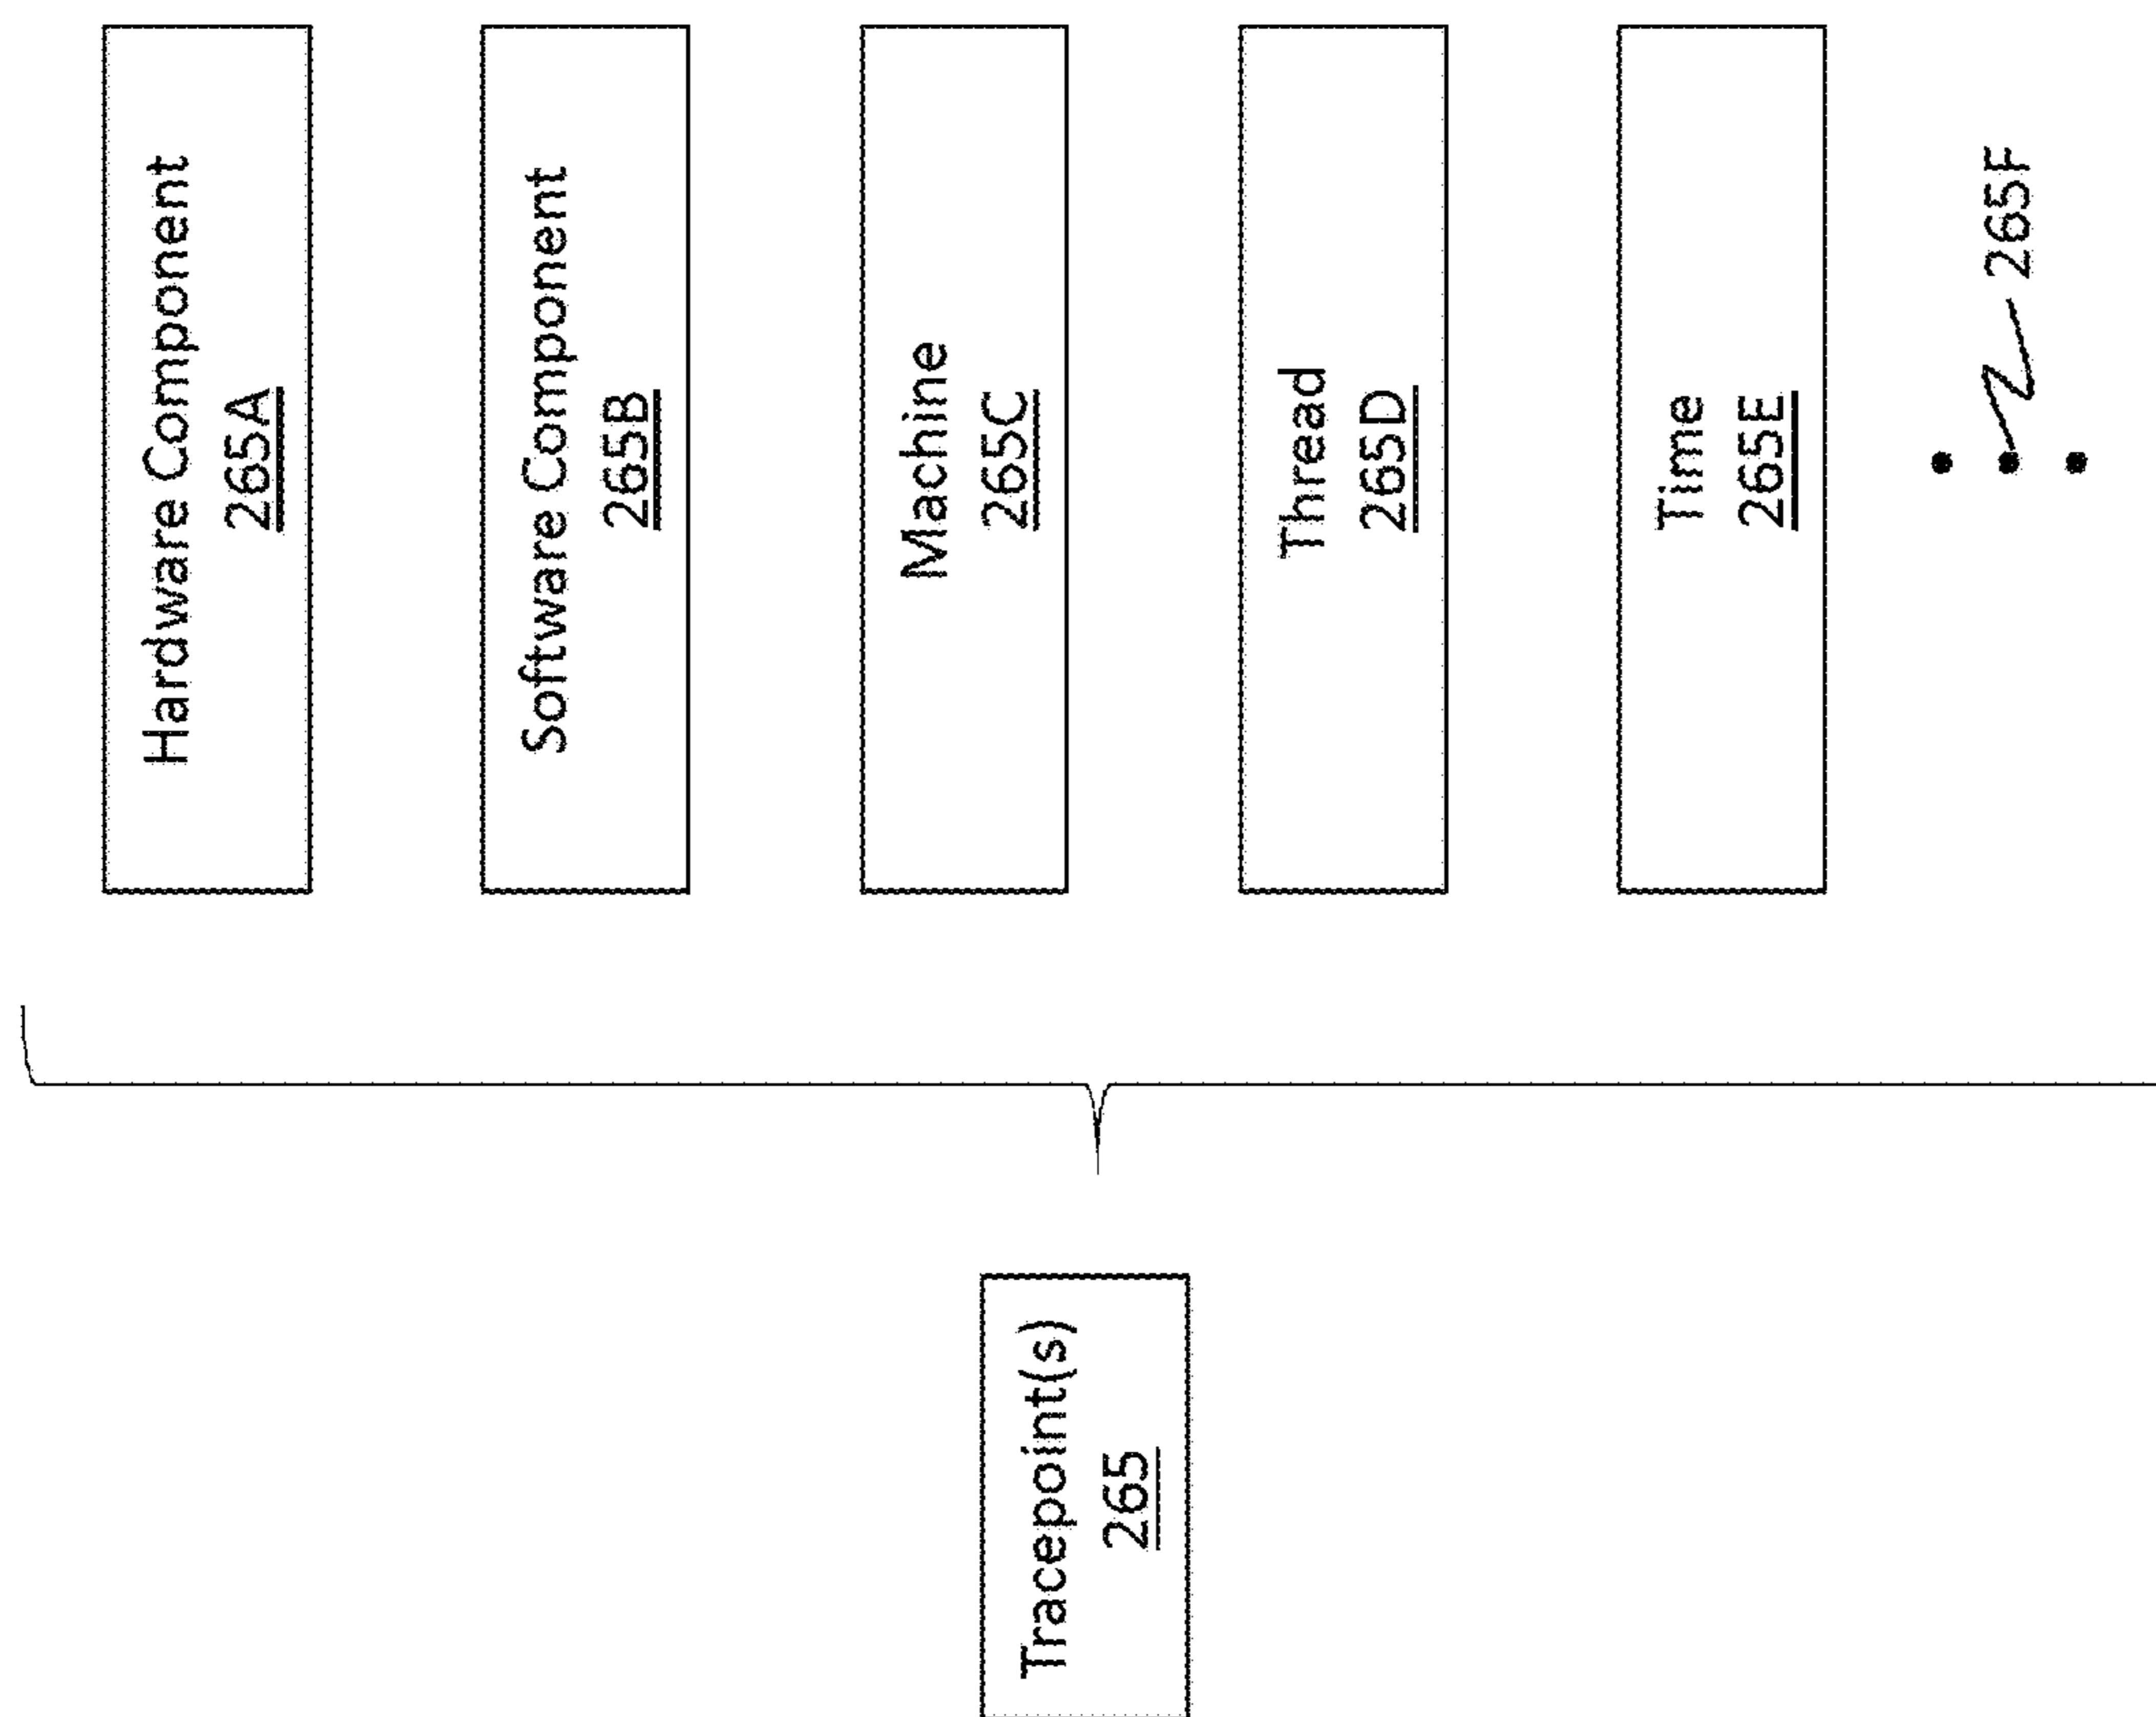 Tracepoint(s)
265
Hardware Component
265A
Software Component
265B
Machine
265C
Thread
265D
Time
265E
265F